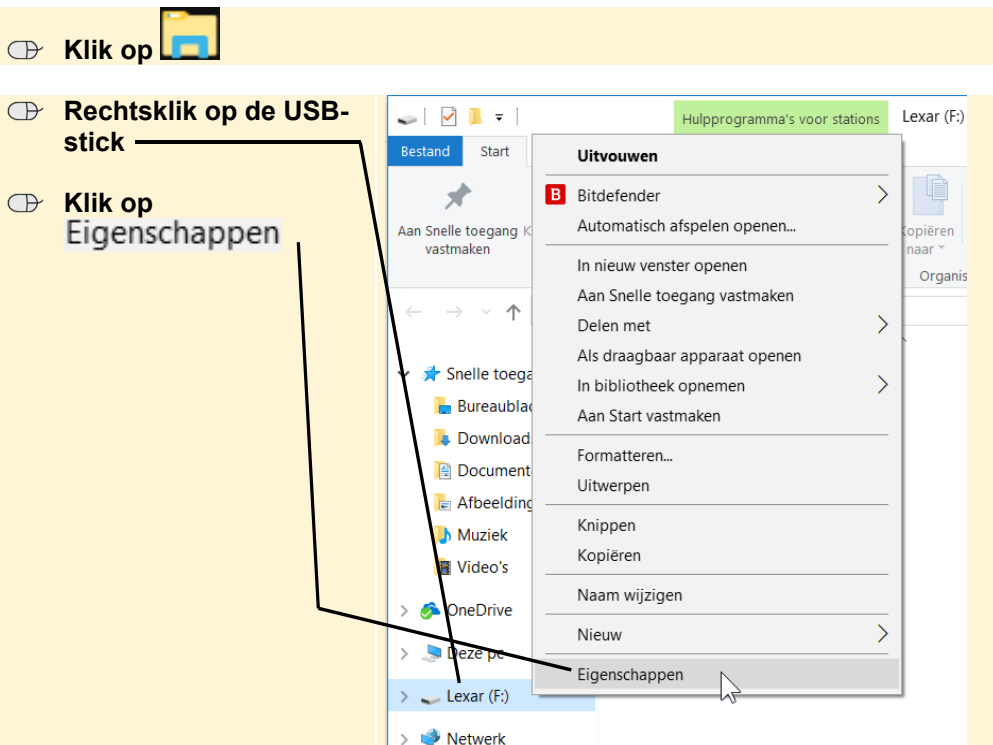 Klik op
Rechtsklik op de USB-
stick
Klik op
Eigenschappen
Hulpprogramma's voor stations
Lexar (F:)
Bestand
Start
Aan Snelle toegang K
vastmaken
Kopiëren
naar
Organis
Uitvouwen
B Bitdefender
Automatisch afspelen openen...
In nieuw venster openen
Aan Snelle toegang vastmaken
Delen met
Als draagbaar apparaat openen
In bibliotheek opnemen
Aan Start vastmaken
Formatteren...
Uitwerpen
Knippen
Kopiëren
Naam wijzigen
Nieuw
Eigenschappen
Snelle toega
Bureaublad
Download
Document
Afbeelding
Muziek
Video's
OneDrive
Deze pc
Lexar (F:)
Netwerk